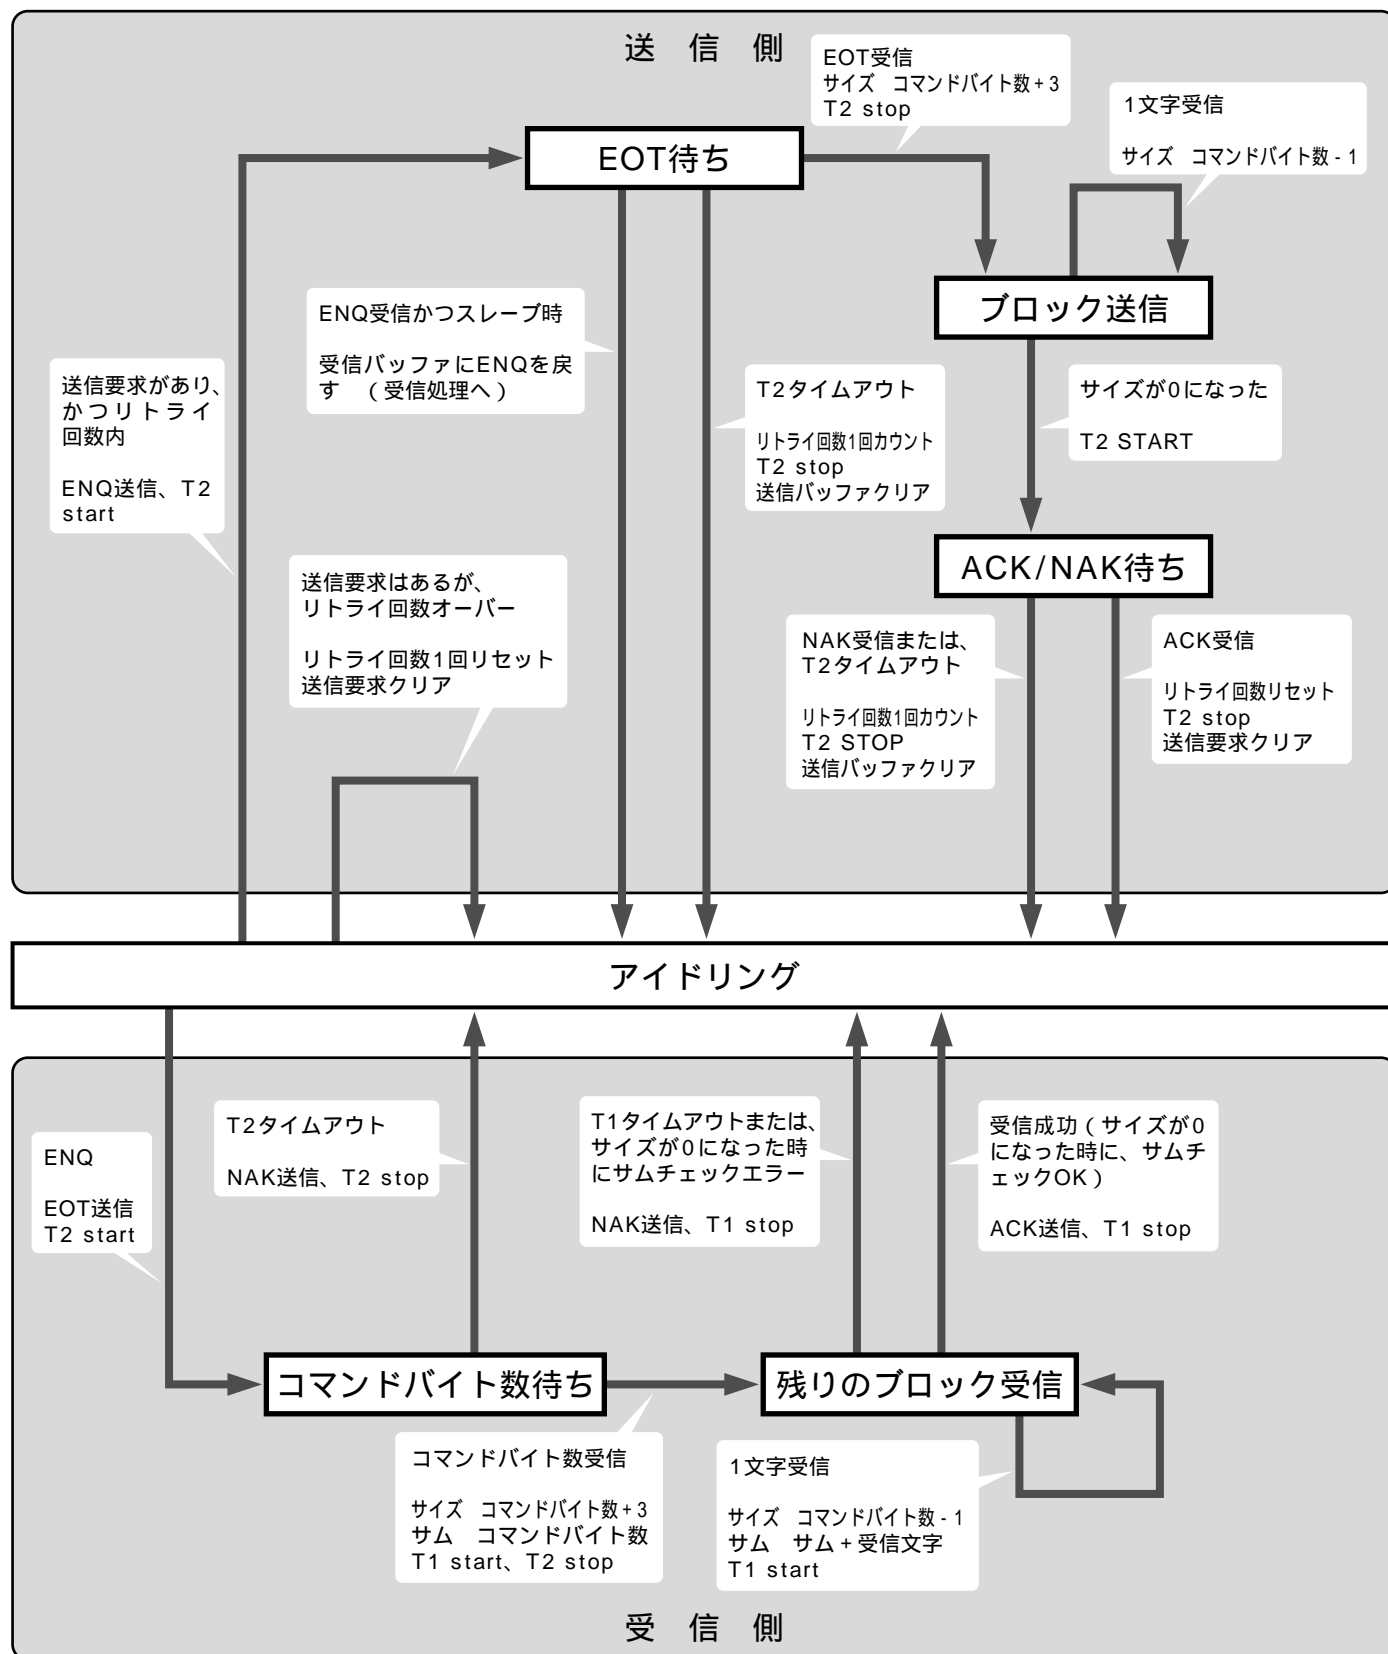 送 信 側
EOT受信
サイズ　コマンドバイト数+3
T2 stop
1文字受信
サイズ　コマンドバイト数-1
EOT待ち
ブロック送信
ENQ受信かつスレーブ時
受信バッファにENQを戻
す　（受信処理へ）
送信要求があり、
かつリトライ
回数内
ENQ送信、T2
start
T2タイムアウト
リトライ回数1回カウント
T2 stop
送信バッファクリア
サイズが0になった
T2 START
ACK/NAK待ち
送信要求はあるが、
リトライ回数オーバー
リトライ回数1回リセット
送信要求クリア
NAK受信または、
T2タイムアウト
リトライ回数1回カウント
T2 STOP
送信バッファクリア
ACK受信
リトライ回数リセット
T2 stop
送信要求クリア
アイドリング
ENQ
EOT送信
T2 start
T2タイムアウト
NAK送信、T2 stop
T1タイムアウトまたは、
サイズが0になった時
にサムチェックエラー
NAK送信、T1 stop
受信成功（サイズが0
になった時に、サムチ
ェックOK）
ACK送信、T1 stop
コマンドバイト数待ち
残りのブロック受信
コマンドバイト数受信
サイズ　コマンドバイト数+3
サム　コマンドバイト数
T1 start、T2 stop
1文字受信
サイズ　コマンドバイト数-1
サム　サム+受信文字
T1 start
受 信 側